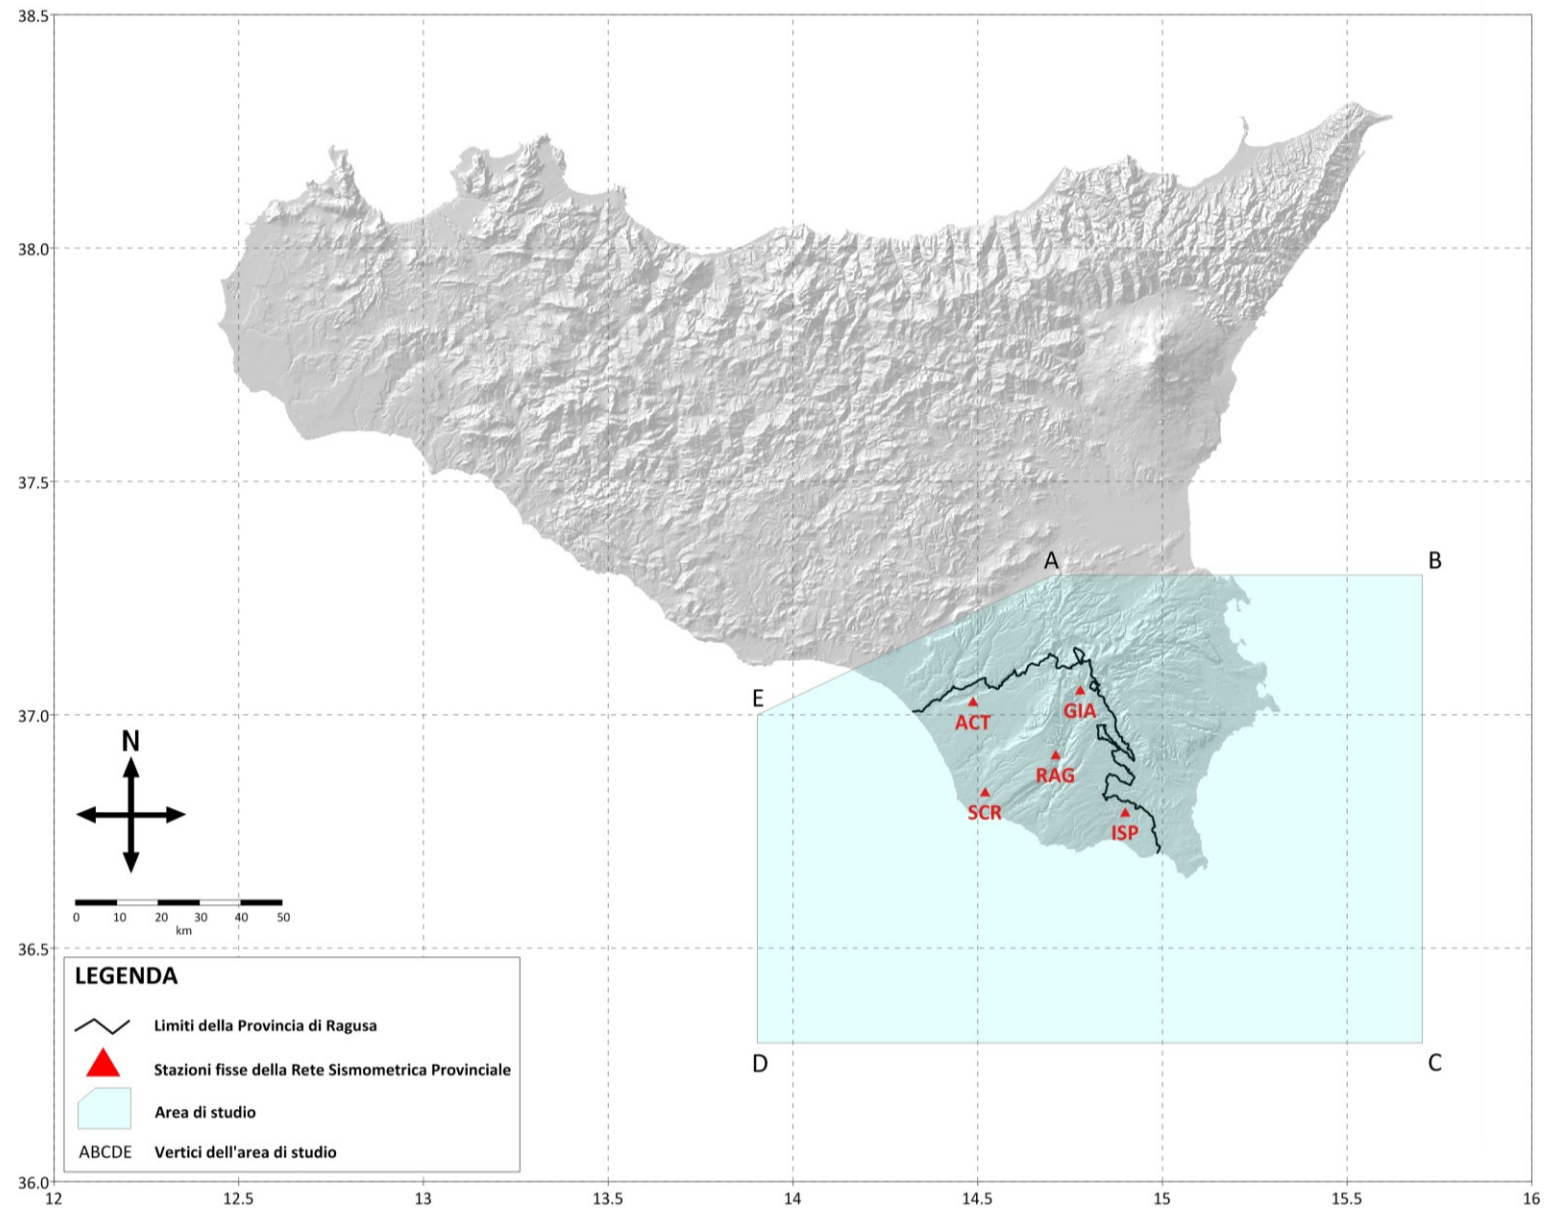 38.5
38.0
37.5
A
B
E
37.0
GIA
ACT
N
RAG
SCR
ISP
0 10 20 30 40 50
km
36.5
LEGENDA
Limiti della Provincia di Ragusa
Stazioni fisse della Rete Sismometrica Provinciale
D
C
Area di studio
ABCDE Vertici dell'area di studio
36.0
12 12.5 13 13.5 14 14.5 15 15.5 16